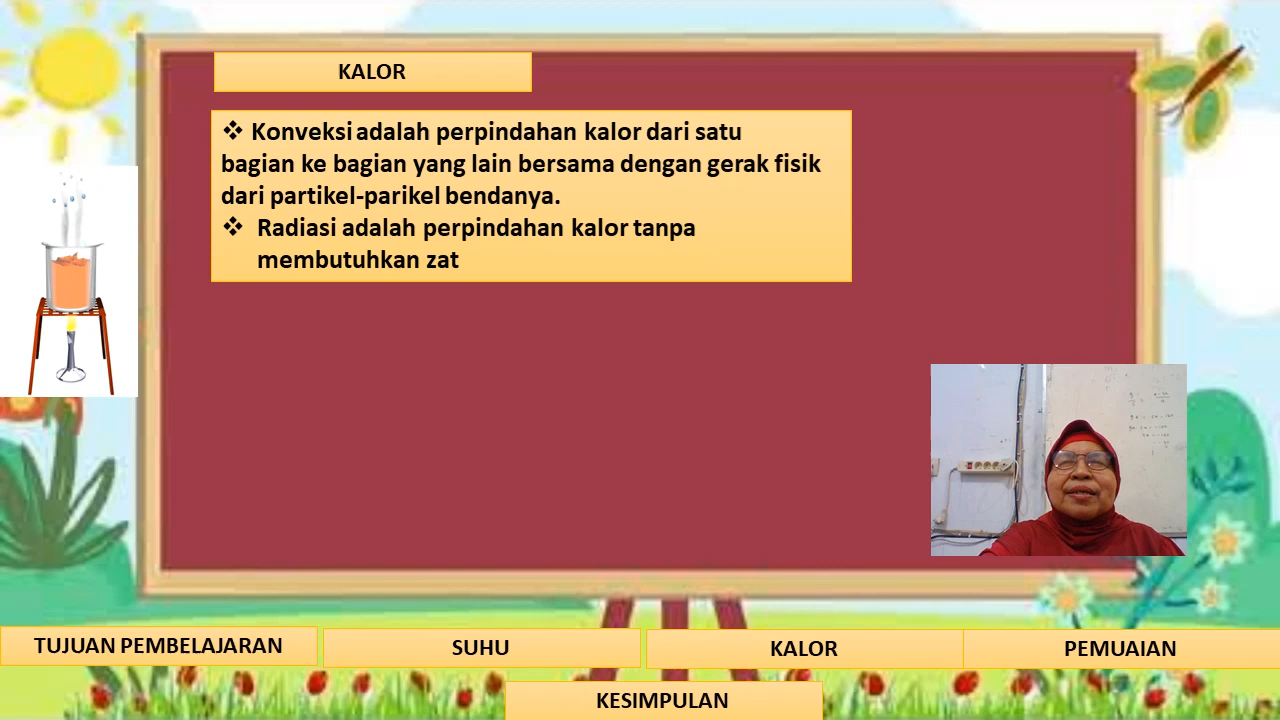 KALOR
❖ Konveksi adalah perpindahan kalor dari satu
bagian ke bagian yang lain bersama dengan gerak fisik
dari partikel-parikel bendanya.
❖ Radiasi adalah perpindahan kalor tanpa
membutuhkan zat
TUJUAN PEMBELAJARAN
SUHU
KALOR
PEMUAIAN
KESIMPULAN